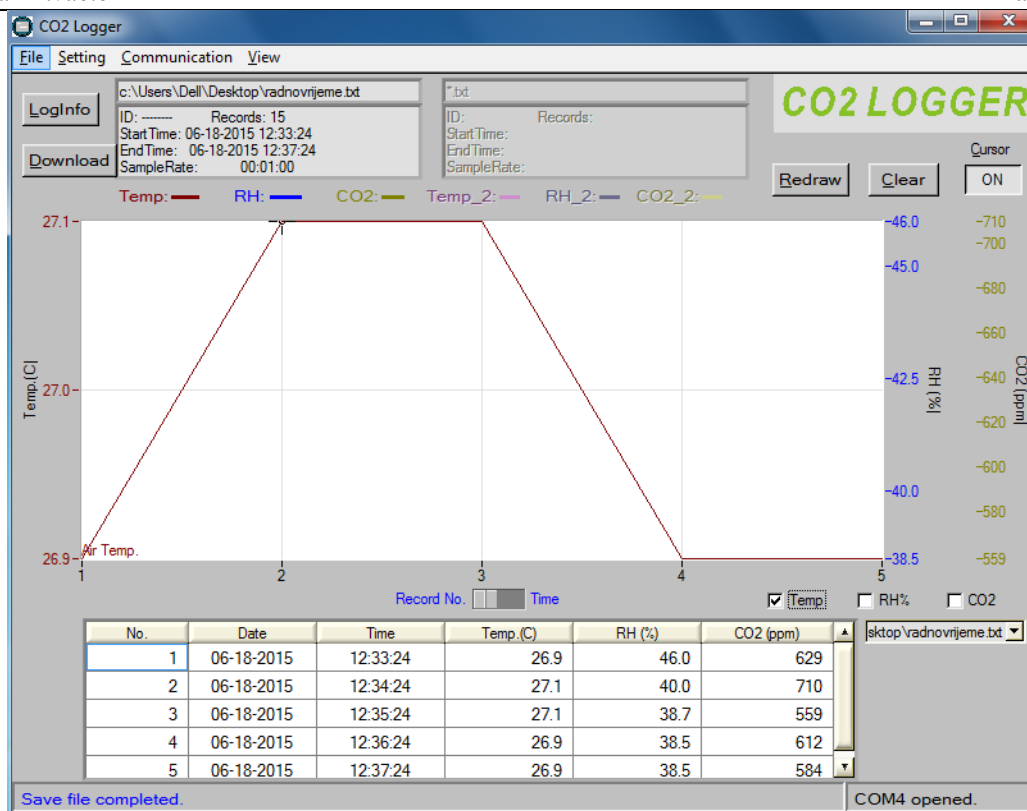 CO2 Logger
File Setting Communication View
LogInfo
Download
c:\Users\Dell\Desktop\radnovrijeme.txt
ID: -------- Records: 15
StartTime: 06-18-2015 12:33:24
EndTime: 06-18-2015 12:37:24
SampleRate: 00:01:00
*.txt
ID: Records:
StartTime:
EndTime:
SampleRate:
CO2 LOGGER
Redraw Clear
Cursor
ON
Temp: RH: CO2: Temp_2: RH_2: CO2_2:
27.1
27.0
26.9
Temp.(C|
Air Temp.
1 2 3 4 5
46.0
45.0
42.5
40.0
38.5
RH (%|
710
700
680
660
640
620
600
580
559
CO2 (ppm|
Record No. Time
Temp RH% CO2
No. Date Time Temp.(C) RH (%) CO2 (ppm)
1 06-18-2015 12:33:24 26.9 46.0 629
2 06-18-2015 12:34:24 27.1 40.0 710
3 06-18-2015 12:35:24 27.1 38.7 559
4 06-18-2015 12:36:24 26.9 38.5 612
5 06-18-2015 12:37:24 26.9 38.5 584
sktop\radnovrijeme.txt
Save file completed.
COM4 opened.